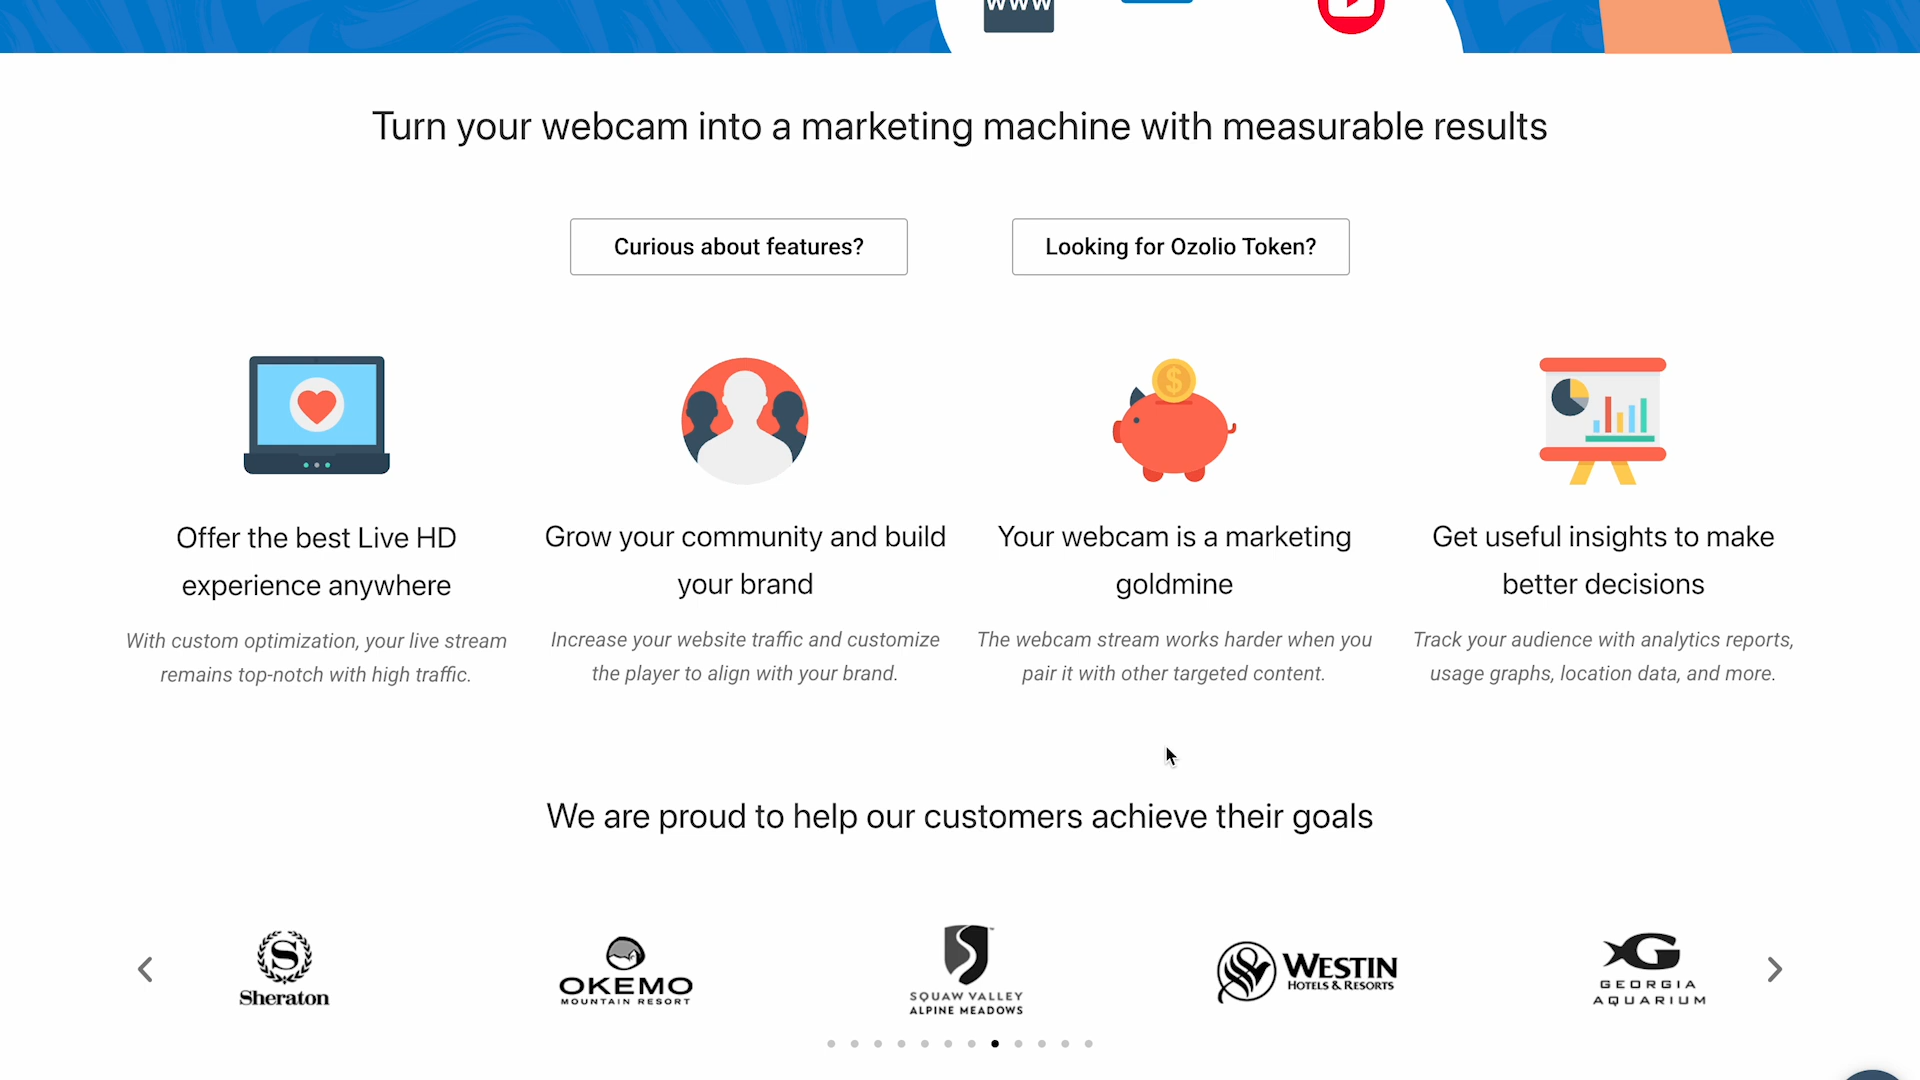 www
Turn your webcam into a marketing machine with measurable results
Curious about features?
Looking for Ozolio Token?
Offer the best Live HD
experience anywhere
With custom optimization, your live stream
remains top-notch with high traffic.
Grow your community and build
your brand
Increase your website traffic and customize
the player to align with your brand.
Your webcam is a marketing
goldmine
The webcam stream works harder when you
pair it with other targeted content.
Get useful insights to make
better decisions
Track your audience with analytics reports,
usage graphs, location data, and more.
We are proud to help our customers achieve their goals
S
Sheraton
OKEMO
MOUNTAIN RESORT
SQUAW VALLEY
ALPINE MEADOWS
WESTIN
HOTELS & RESORTS
G
GEORGIA
AQUARIUM